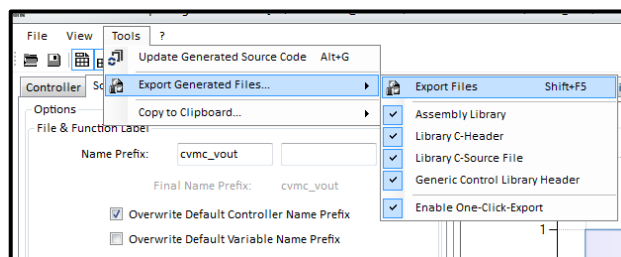 File View Tools ?
Update Generated Source Code Alt+G
Controller
Export Generated Files...
Export Files Shift+F5
Options
Copy to Clipboard...
Assembly Library
File & Function Label
Library C-Header
Name Prefix: cvmc_vout
Library C-Source File
Final Name Prefix: cvmc_vout
Generic Control Library Header
Overwrite Default Controller Name Prefix
Enable One-Click-Export
Overwrite Default Variable Name Prefix
1